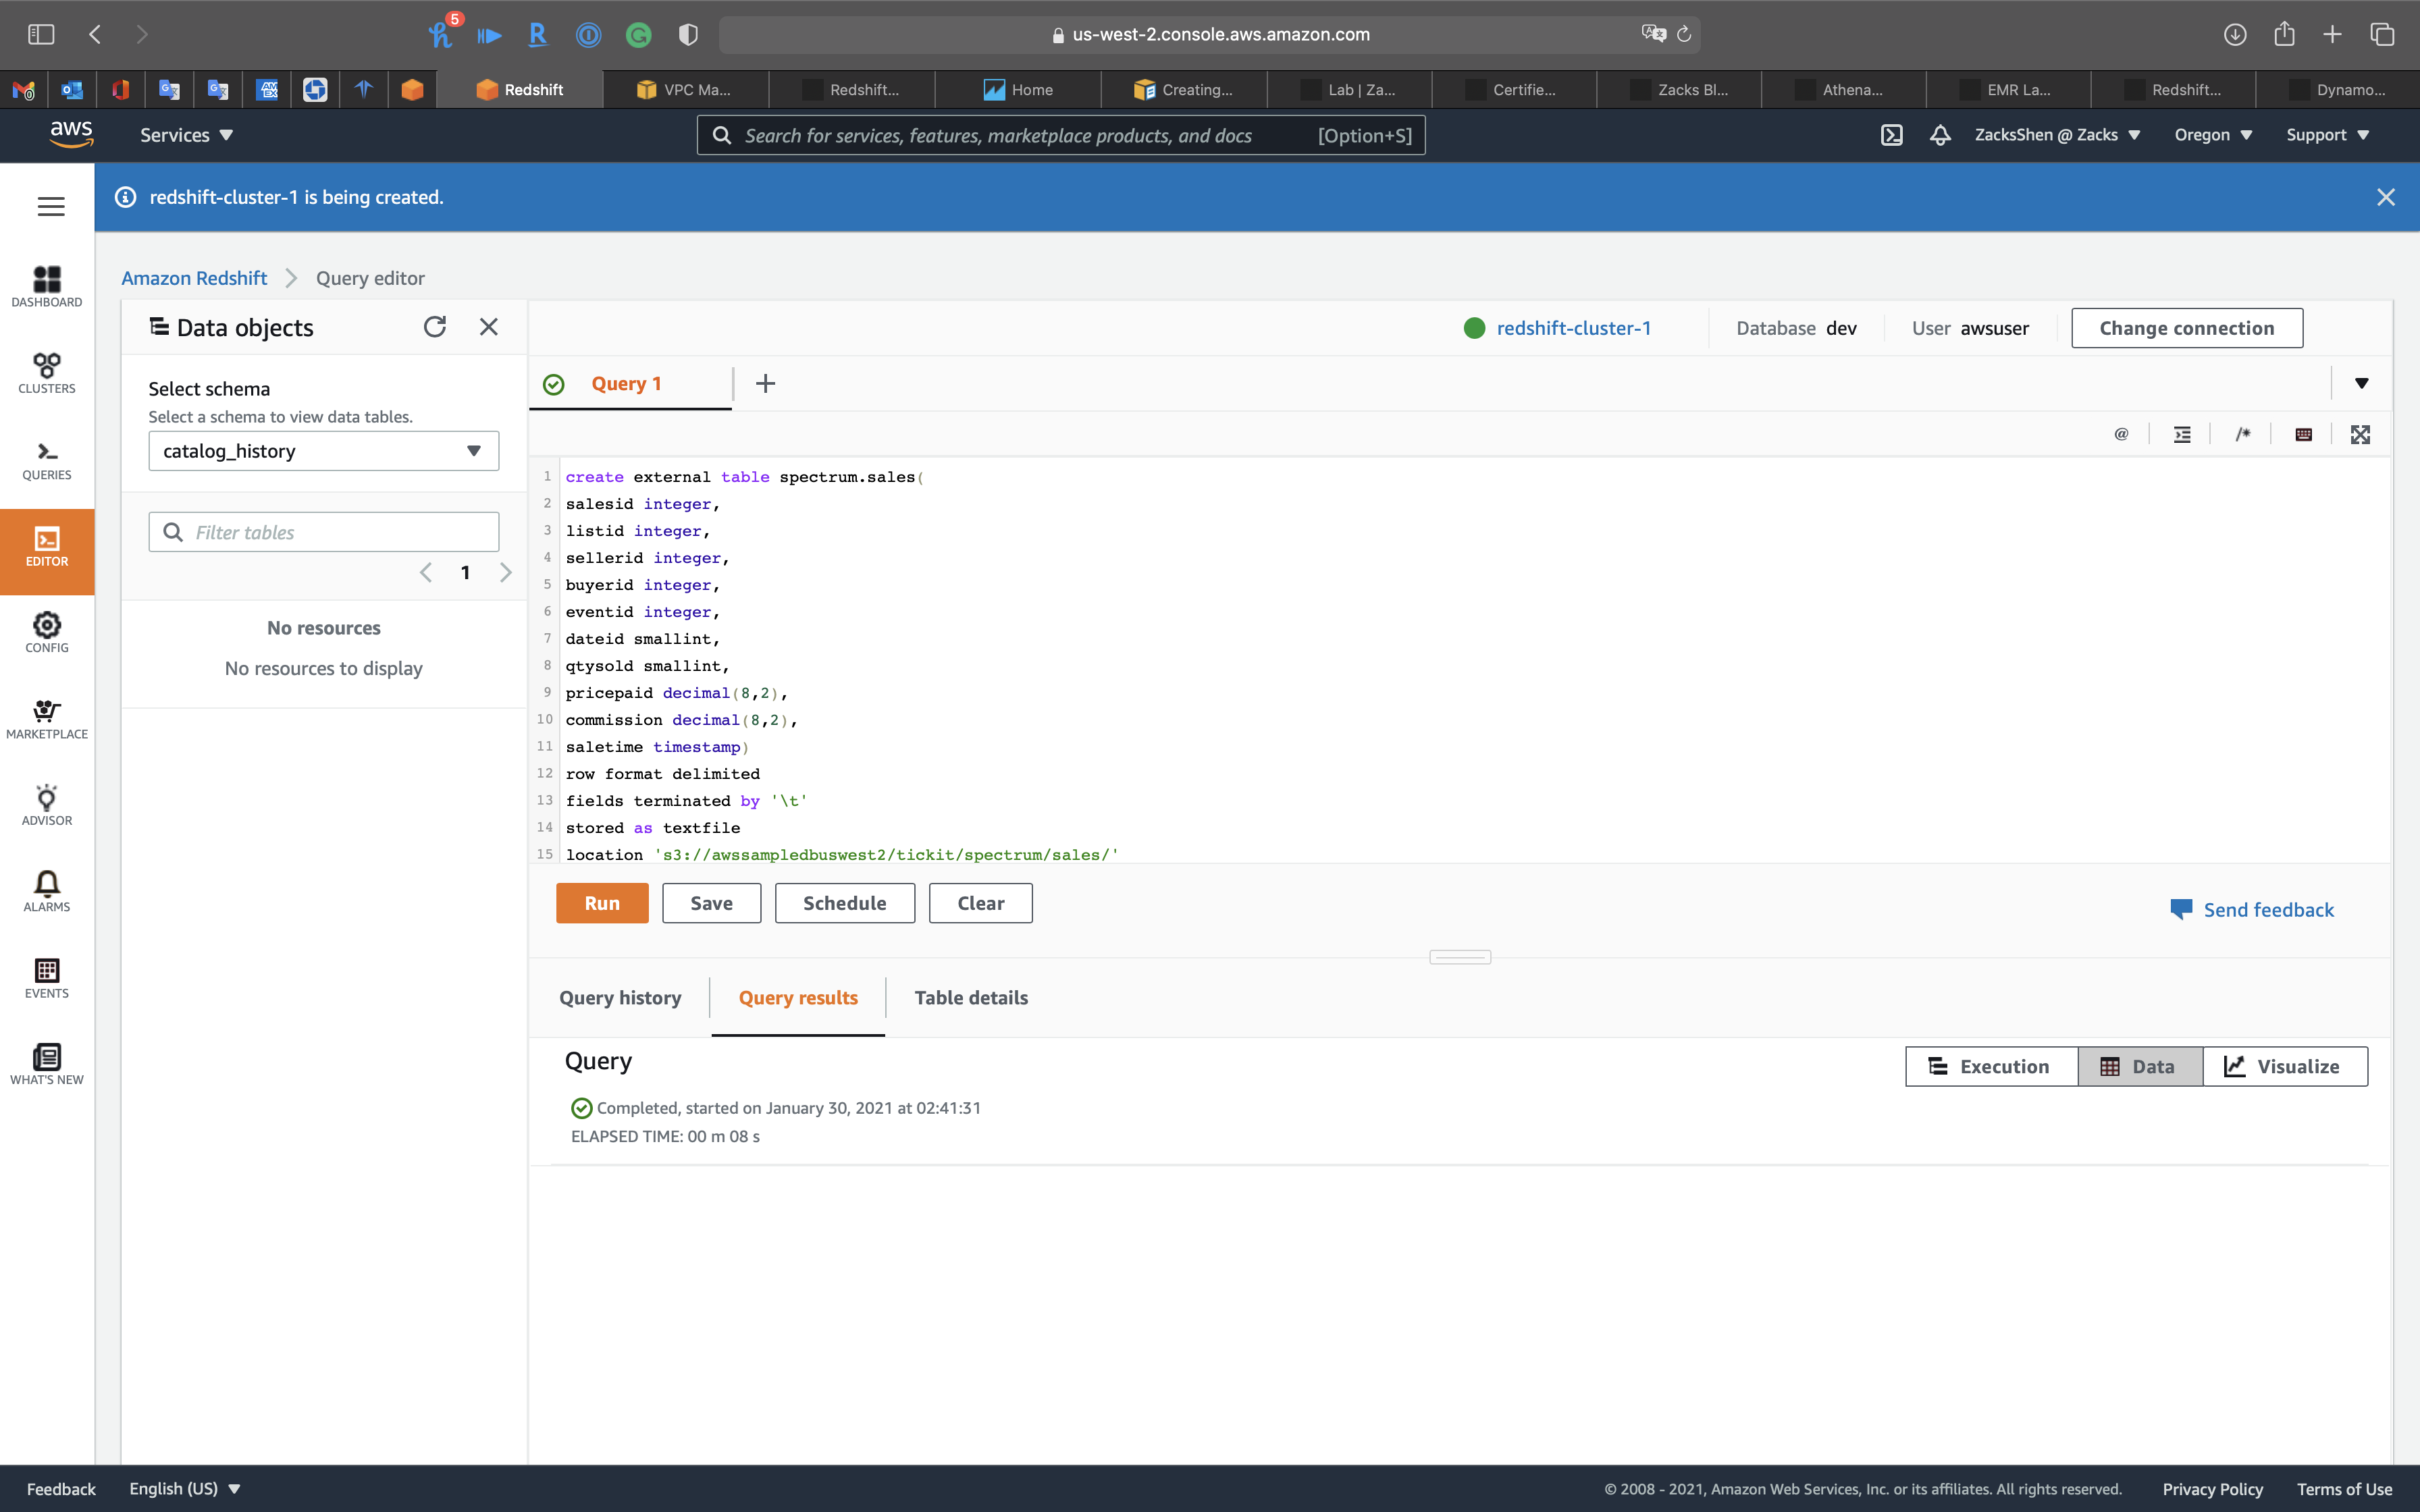 5
us-west-2.console.aws.amazon.com
Redshift
VPC Ma...
Redshift...
Home
Creating...
Lab | Za...
Certifie...
Zacks Bl...
Athena...
EMR La...
Redshift...
Dynamo...
aws
Services
Search for services, features, marketplace products, and docs
[Option+S]
ZacksShen @ Zacks
Oregon
Support
redshift-cluster-1 is being created.
DASHBOARD
CLUSTERS
QUERIES
EDITOR
CONFIG
MARKETPLACE
ADVISOR
ALARMS
EVENTS
WHAT'S NEW
Amazon Redshift
Query editor
Data objects
Select schema
Select a schema to view data tables.
catalog_history
Filter tables
1
No resources
No resources to display
redshift-cluster-1
Database dev
User awsuser
Change connection
Query 1
@
/*
1 create external table spectrum.sales(
2 salesid integer,
3 listid integer,
4 sellerid integer,
5 buyerid integer,
6 eventid integer,
7 dateid smallint,
8 qtysold smallint,
9 pricepaid decimal(8,2),
10 commission decimal(8,2),
11 saletime timestamp)
12 row format delimited
13 fields terminated by '\t'
14 stored as textfile
15 location 's3://awssampledbuswest2/tickit/spectrum/sales/'
Run
Save
Schedule
Clear
Send feedback
Query history
Query results
Table details
Query
Execution
Data
Visualize
Completed, started on January 30, 2021 at 02:41:31
ELAPSED TIME: 00 m 08 s
Feedback
English (US)
© 2008 - 2021, Amazon Web Services, Inc. or its affiliates. All rights reserved.
Privacy Policy
Terms of Use